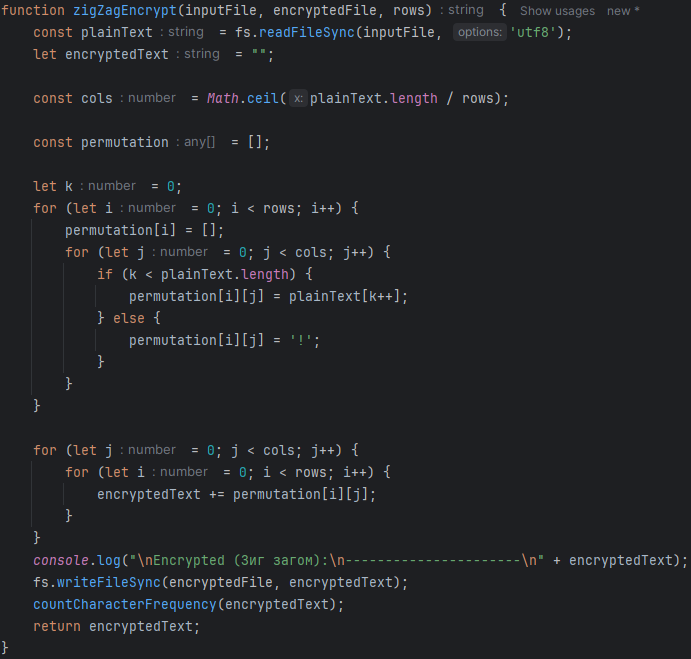 function zigZagEncrypt(inputFile, encryptedFile, rows) : string { Show usages new *
    const plainText : string = fs.readFileSync(inputFile, options: 'utf8');
    let encryptedText : string = "";

    const cols : number = Math.ceil( x: plainText.length / rows);

    const permutation : any[] = [];

    let k : number = 0;
    for (let i : number = 0; i < rows; i++) {
        permutation[i] = [];
        for (let j : number = 0; j < cols; j++) {
            if (k < plainText.length) {
                permutation[i][j] = plainText[k++];
            } else {
                permutation[i][j] = '!';
            }
        }
    }

    for (let j : number = 0; j < cols; j++) {
        for (let i : number = 0; i < rows; i++) {
            encryptedText += permutation[i][j];
        }
    }
    console.log("\nEncrypted (Зиг загом):\n----------------------\n" + encryptedText);
    fs.writeFileSync(encryptedFile, encryptedText);
    countCharacterFrequency(encryptedText);
    return encryptedText;
}